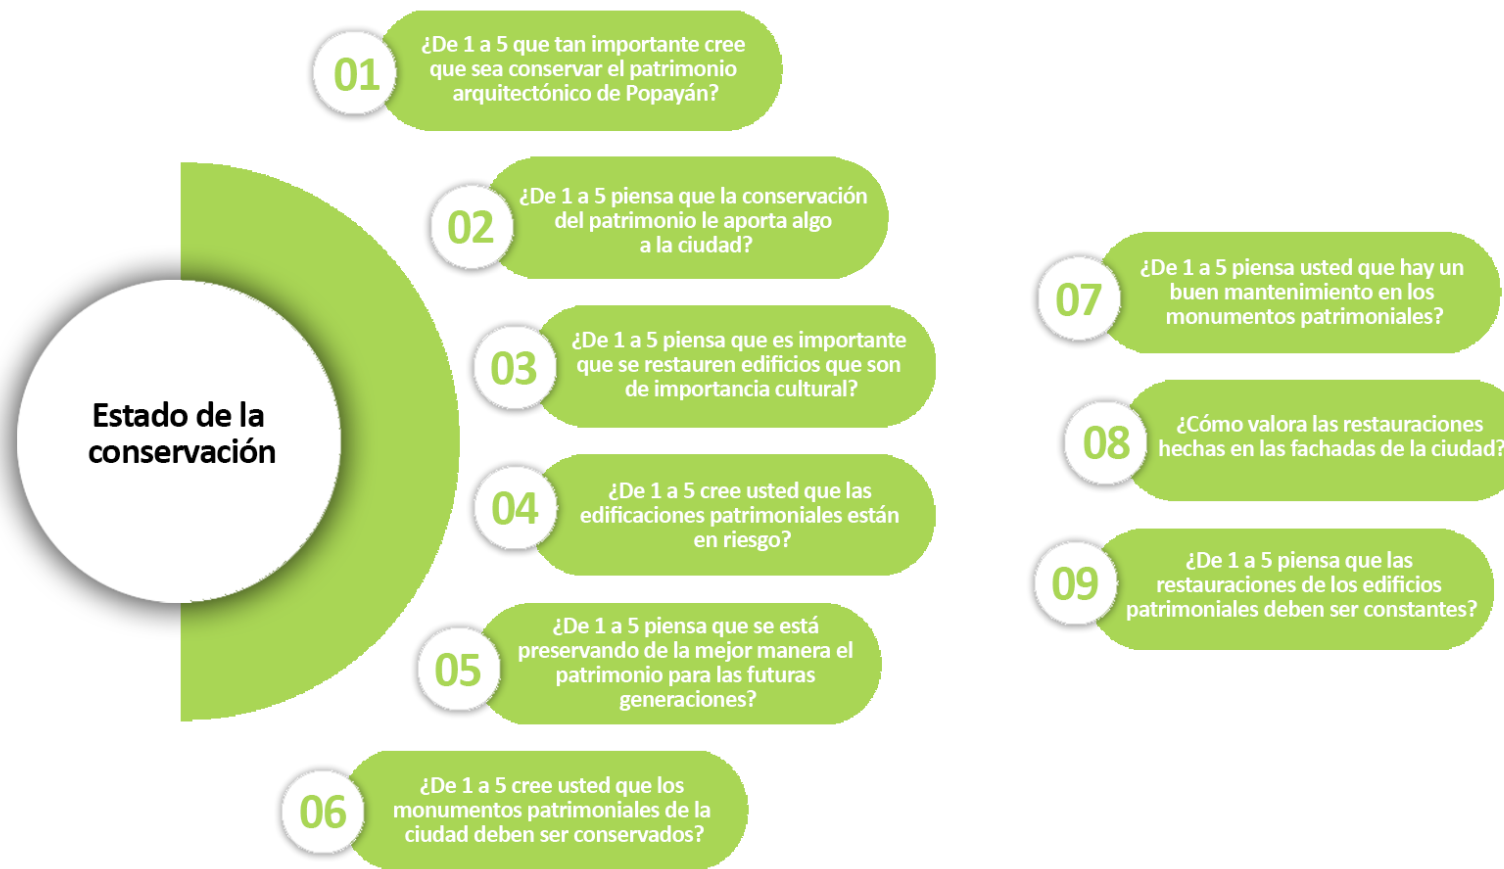 Estado de la
conservación
01
¿De 1 a 5 que tan importante cree
que sea conservar el patrimonio
arquitectónico de Popayán?
02
¿De 1 a 5 piensa que la conservación
del patrimonio le aporta algo
a la ciudad?
03
¿De 1 a 5 piensa que es importante
que se restauren edificios que son
de importancia cultural?
04
¿De 1 a 5 cree usted que las
edificaciones patrimoniales están
en riesgo?
05
¿De 1 a 5 piensa que se está
preservando de la mejor manera el
patrimonio para las futuras
generaciones?
06
¿De 1 a 5 cree usted que los
monumentos patrimoniales de la
ciudad deben ser conservados?
07
¿De 1 a 5 piensa usted que hay un
buen mantenimiento en los
monumentos patrimoniales?
08
¿Cómo valora las restauraciones
hechas en las fachadas de la ciudad?
09
¿De 1 a 5 piensa que las
restauraciones de los edificios
patrimoniales deben ser constantes?